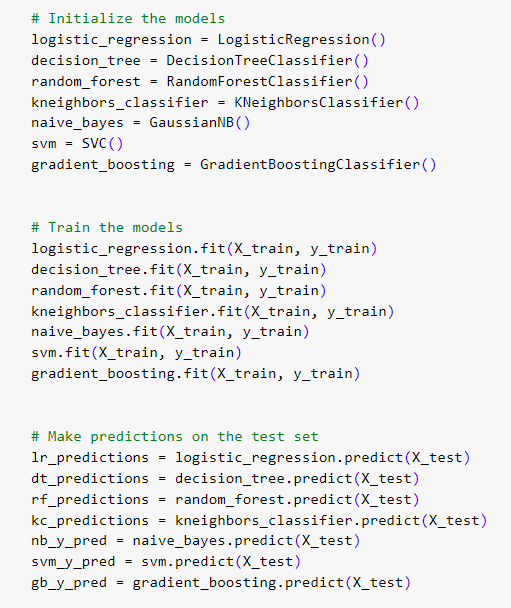 # Initialize the models
logistic_regression = LogisticRegression()
decision_tree = DecisionTreeClassifier()
random_forest = RandomForestClassifier()
kneighbors_classifier = KNeighborsClassifier()
naive_bayes = GaussianNB()
svm = SVC()
gradient_boosting = GradientBoostingClassifier()
# Train the models
logistic_regression.fit(X_train, y_train)
decision_tree.fit(X_train, y_train)
random_forest.fit(X_train, y_train)
kneighbors_classifier.fit(X_train, y_train)
naive_bayes.fit(X_train, y_train)
svm.fit(X_train, y_train)
gradient_boosting.fit(X_train, y_train)
# Make predictions on the test set
lr_predictions = logistic_regression.predict(X_test)
dt_predictions = decision_tree.predict(X_test)
rf_predictions = random_forest.predict(X_test)
kc_predictions = kneighbors_classifier.predict(X_test)
nb_y_pred = naive_bayes.predict(X_test)
svm_y_pred = svm.predict(X_test)
gb_y_pred = gradient_boosting.predict(X_test)